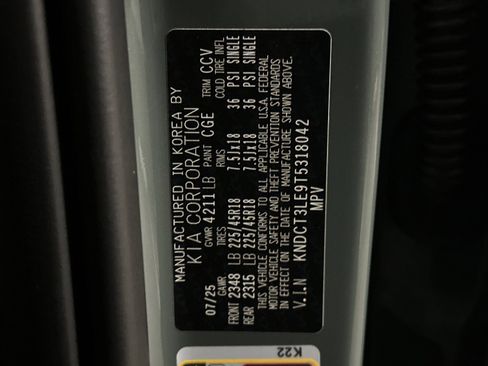 MANUFACTURED IN KOREA BY
KIA CORPORATION
07/25 GVWR 4211 LB PAINT CGE TRIM CCV
GAWR TIRES COLD TIRE INFL
FRONT 2348 LB 225/45R18 7.5Jx18 36 PSI SINGLE
REAR 2315 LB 225/45R18 7.5Jx18 36 PSI SINGLE
THIS VEHICLE CONFORMS TO ALL APPLICABLE U.S.A. FEDERAL
MOTOR VEHICLE SAFETY AND THEFT PREVENTION STANDARDS
IN EFFECT ON THE DATE OF MANUFACTURE SHOWN ABOVE.
V.I.N KNDCT3LE9T5318042
MPV
K22